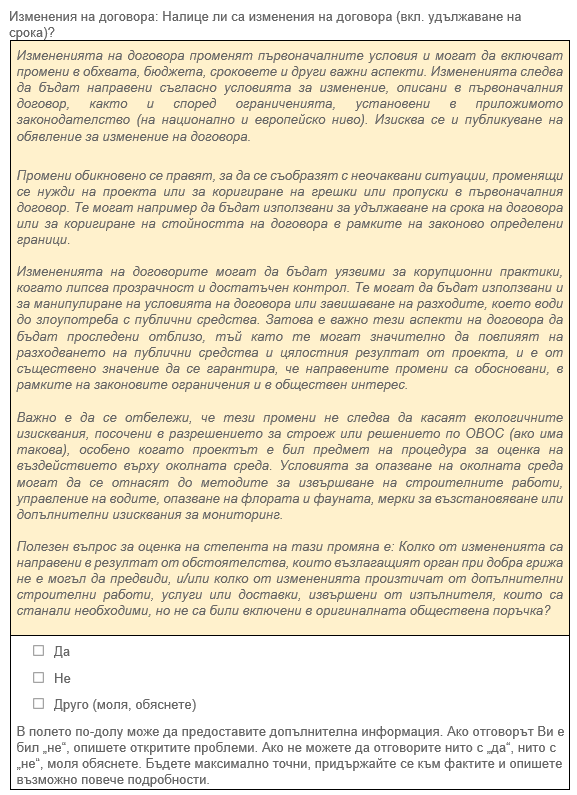 Изменения на договора: Налице ли са изменения на договора (вкл. удължаване на
срока)?
Измененията на договора променят първоначалните условия и могат да включват
промени в обхвата, бюджета, сроковете и други важни аспекти. Измененията следва
да бъдат направени съгласно условията за изменение, описани в първоначалния
договор, както и според ограниченията, установени в приложимото
законодателство (на национално и европейско ниво). Изисква се и публикуване на
обявление за изменение на договора.
Промени обикновено се правят, за да се съобразят с неочаквани ситуации, променящи
се нужди на проекта или за коригиране на грешки или пропуски в първоначалния
договор. Те могат например да бъдат използвани за удължаване на срока на договора
или за коригиране на стойността на договора в рамките на законово определени
граници.
Измененията на договорите могат да бъдат уязвими за корупционни практики,
когато липсва прозрачност и достатъчен контрол. Те могат да бъдат използвани и
за манипулиране на условията на договора или завишаване на разходите, което води
до злоупотреба с публични средства. Затова е важно тези аспекти на договора да
бъдат проследени отблизо, тъй като те могат значително да повлияят на
разходването на публични средства и цялостния резултат от проекта, и е от
съществено значение да се гарантира, че направените промени са обосновани, в
рамките на законовите ограничения и в обществен интерес.
Важно е да се отбележи, че тези промени не следва да касаят екологичните
изисквания, посочени в разрешението за строеж или решението по ОВОС (ако има
такова), особено когато проектът е бил предмет на процедура за оценка на
въздействието върху околната среда. Условията за опазване на околната среда
могат да се отнасят до методите за извършване на строителните работи,
управление на водите, опазване на флората и фауната, мерки за възстановяване или
допълнителни изисквания за мониторинг.
Полезен въпрос за оценка на степента на тази промяна е: Колко от измененията са
направени в резултат от обстоятелства, които възлагащият орган при добра грижа
не е могъл да предвиди, и/или колко от измененията произтичат от допълнителни
строителни работи, услуги или доставки, извършени от изпълнителя, които са
станали необходими, но не са били включени в оригиналната обществена поръчка?
Да
Не
Друго (моля, обяснете)
В полето по-долу може да предоставите допълнителна информация. Ако отговорът Ви е
бил „не“, опишете откритите проблеми. Ако не можете да отговорите нито с „да“, нито с
„не“, моля обяснете. Бъдете максимално точни, придържайте се към фактите и опишете
възможно повече подробности.